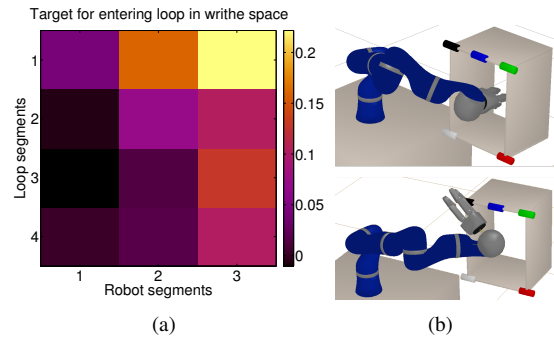 Target for entering loop in writhe space
Loop segments
1
2
3
4
1 2 3
Robot segments
0.2
0.15
0.1
0.05
0
(a)
(b)